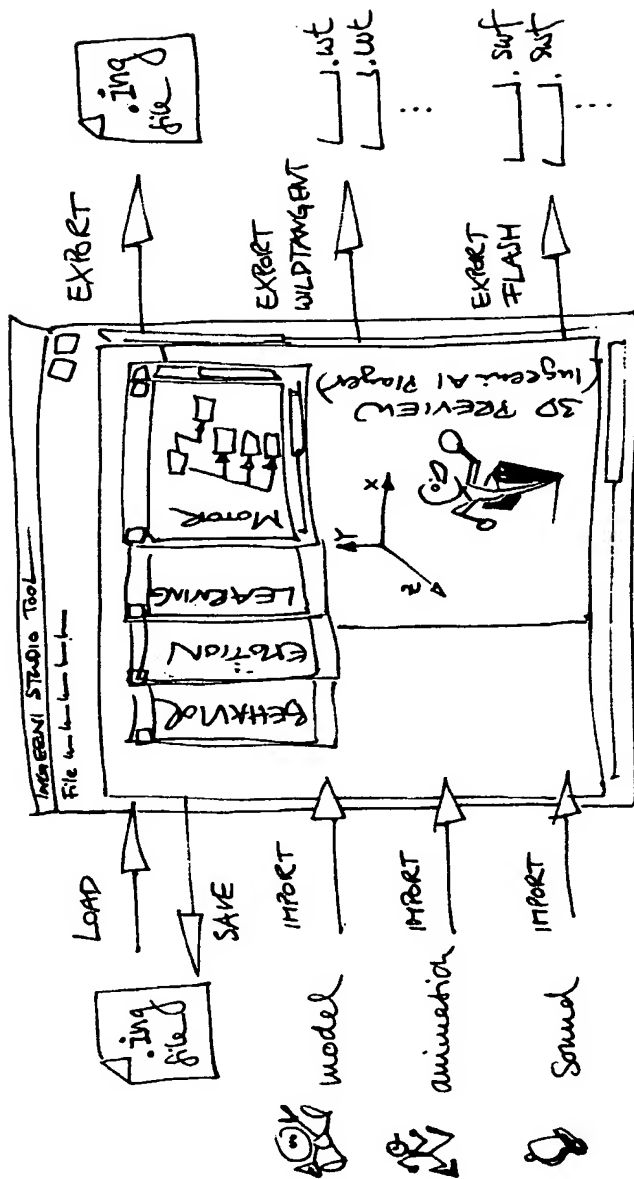 INGEENI STUDIO TOOL
File
LOAD
.ing
file
SAVE
IMPORT
model
IMPORT
animation
IMPORT
Sound
BEHAVIOR
EMOTION
LEARNING
MOTOR
Y
X
Z
3D PREVIEW
(Ingeeni AI Player)
EXPORT
.ing
file
EXPORT
WILDTANGENT
.wt
.wt
...
EXPORT
FLASH
.swf
.swf
...